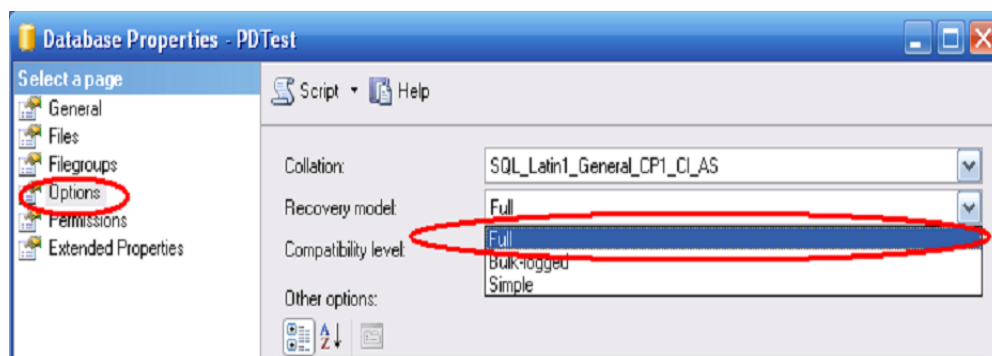 Database Properties - PDTest
Select a page
General
Files
Filegroups
Options
Permissions
Extended Properties
Script
Help
Collation:
SQL_Latin1_General_CP1_CI_AS
Recovery model:
Full
Compatibility level:
Full
Bulk-logged
Simple
Other options: